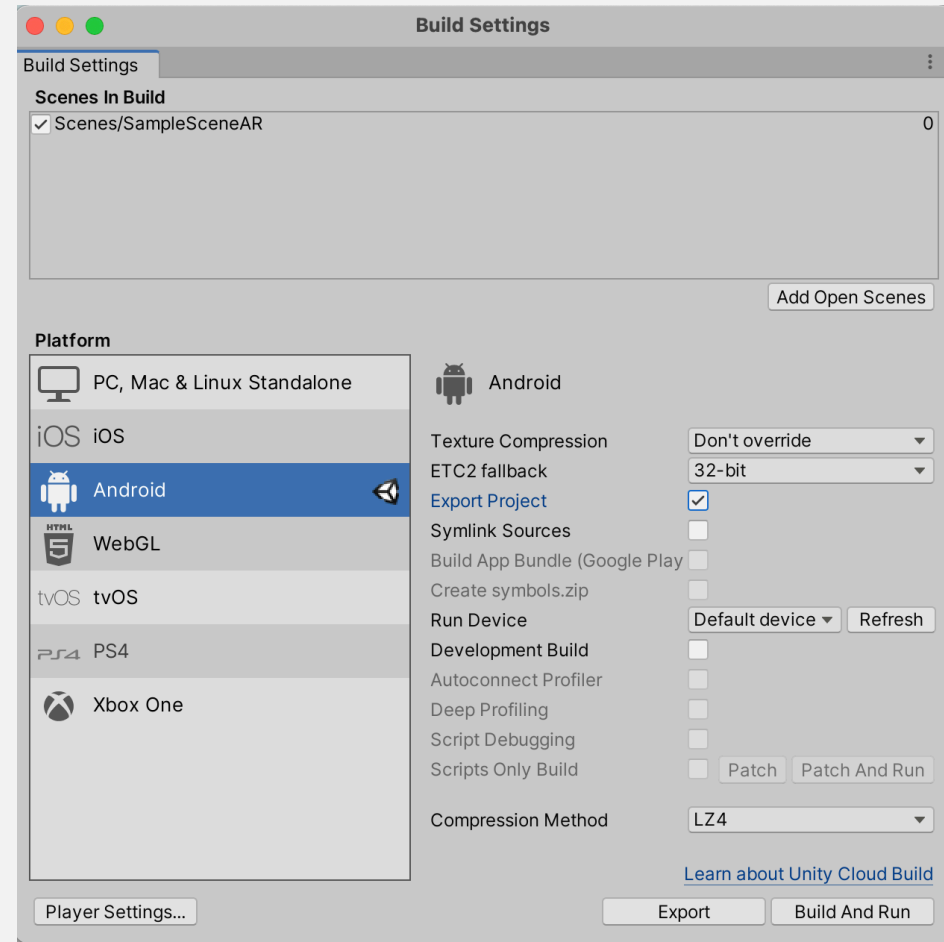 Build Settings
Build Settings
Scenes In Build
Scenes/SampleSceneAR 0
Add Open Scenes
Platform
PC, Mac & Linux Standalone
iOS iOS
Android
HTML 5 WebGL
tvOS tvOS
PS4 PS4
Xbox One
Android
Texture Compression Don't override
ETC2 fallback 32-bit
Export Project
Symlink Sources
Build App Bundle (Google Play
Create symbols.zip
Run Device Default device Refresh
Development Build
Autoconnect Profiler
Deep Profiling
Script Debugging
Scripts Only Build Patch Patch And Run
Compression Method LZ4
Learn about Unity Cloud Build
Player Settings... Export Build And Run